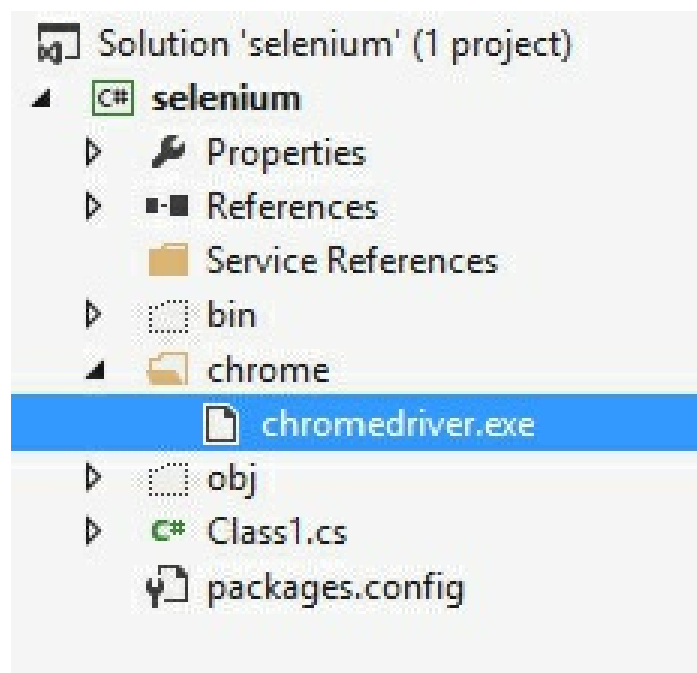 Solution 'selenium' (1 project)
C# selenium
Properties
References
Service References
bin
chrome
chromedriver.exe
obj
C# Class1.cs
packages.config